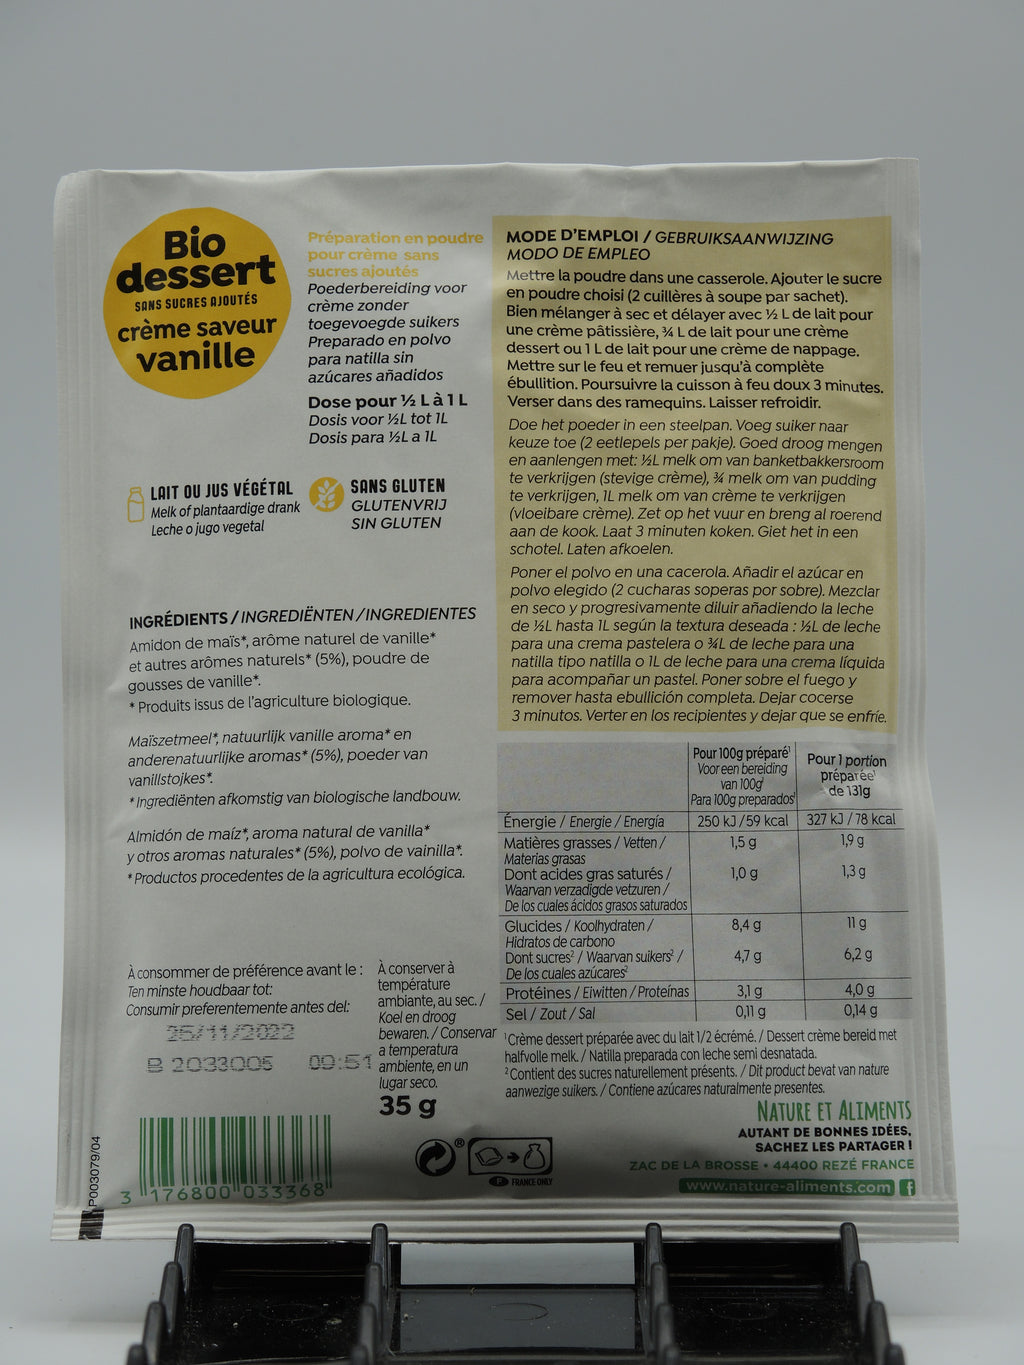 Bio
dessert
SANS SUCRES AJOUTÉS
crème saveur
vanille
Préparation en poudre
pour crème sans
sucres ajoutés
Poederbereiding voor
crème zonder
toegevoegde suikers
Preparado en polvo
para natilla sin
azúcares añadidos
Dose pour ½ L à 1 L
Dosis voor ½L tot 1L
Dosis para ½L a 1L
LAIT OU JUS VÉGÉTAL
Melk of plantaardige drank
Leche o jugo vegetal
SANS GLUTEN
GLUTENVRIJ
SIN GLUTEN
INGRÉDIENTS / INGREDIËNTEN / INGREDIENTES
Amidon de maïs*, arôme naturel de vanille*
et autres arômes naturels* (5%), poudre de
gousses de vanille*.
* Produits issus de l'agriculture biologique.
Maïszetmeel*, natuurlijk vanille aroma* en
anderenatuurlijke aromas* (5%), poeder van
vanillstojkes*.
* Ingrediënten afkomstig van biologische landbouw.
Almidón de maíz*, aroma natural de vanilla*
y otros aromas naturales* (5%), polvo de vainilla*.
* Productos procedentes de la agricultura ecológica.
À consommer de préférence avant le :
Ten minste houdbaar tot:
Consumir preferentemente antes del:
25/11/2022
B 2033005 09:51
À conserver à
température
ambiante, au sec. /
Koel en droog
bewaren. / Conservar
a temperatura
ambiente, en un
lugar seco.
35 g
P003079/04
3 176800 033368
®
P FRANCE ONLY
MODE D'EMPLOI / GEBRUIKSAANWIJZING
MODO DE EMPLEO
Mettre la poudre dans une casserole. Ajouter le sucre
en poudre choisi (2 cuillères à soupe par sachet).
Bien mélanger à sec et délayer avec ½ L de lait pour
une crème pâtissière, ¾ L de lait pour une crème
dessert ou 1 L de lait pour une crème de nappage.
Mettre sur le feu et remuer jusqu'à complète
ébullition. Poursuivre la cuisson à feu doux 3 minutes.
Verser dans des ramequins. Laisser refroidir.
Doe het poeder in een steelpan. Voeg suiker naar
keuze toe (2 eetlepels per pakje). Goed droog mengen
en aanlengen met: ½L melk om van banketbakkersroom
te verkrijgen (stevige crème), ¾ melk om van pudding
te verkrijgen, 1L melk om van crème te verkrijgen
(vloeibare crème). Zet op het vuur en breng al roerend
aan de kook. Laat 3 minuten koken. Giet het in een
schotel. Laten afkoelen.
Poner el polvo en una cacerola. Añadir el azúcar en
polvo elegido (2 cucharas soperas por sobre). Mezclar
en seco y progresivamente diluir añadiendo la leche
de ½L hasta 1L según la textura deseada : ½L de leche
para una crema pastelera o ¾L de leche para una
natilla tipo natilla o 1L de leche para una crema líquida
para acompañar un pastel. Poner sobre el fuego y
remover hasta ebullición completa. Dejar cocerse
3 minutos. Verter en los recipientes y dejar que se enfríe.
Pour 100g préparé¹
Voor een bereiding
van 100g¹
Para 100g preparados¹
Pour 1 portion
préparée¹
de 131g
Énergie / Energie / Energía 250 kJ / 59 kcal 327 kJ / 78 kcal
Matières grasses / Vetten / 1,5 g 1,9 g
Materias grasas
Dont acides gras saturés / 1,0 g 1,3 g
Waarvan verzadigde vetzuren /
De los cuales ácidos grasos saturados
Glucides / Koolhydraten / 8,4 g 11 g
Hidratos de carbono
Dont sucres² / Waarvan suikers² / 4,7 g 6,2 g
De los cuales azúcares²
Protéines / Eiwitten / Proteínas 3,1 g 4,0 g
Sel / Zout / Sal 0,11 g 0,14 g
¹ Crème dessert préparée avec du lait 1/2 écrémé. / Dessert crème bereid met
halfvolle melk. / Natilla preparada con leche semi desnatada.
² Contient des sucres naturellement présents. / Dit product bevat van nature
aanwezige suikers. / Contiene azúcares naturalmente presentes.
NATURE ET ALIMENTS
AUTANT DE BONNES IDÉES,
SACHEZ LES PARTAGER !
ZAC DE LA BROSSE • 44400 REZÉ FRANCE
www.nature-aliments.com f